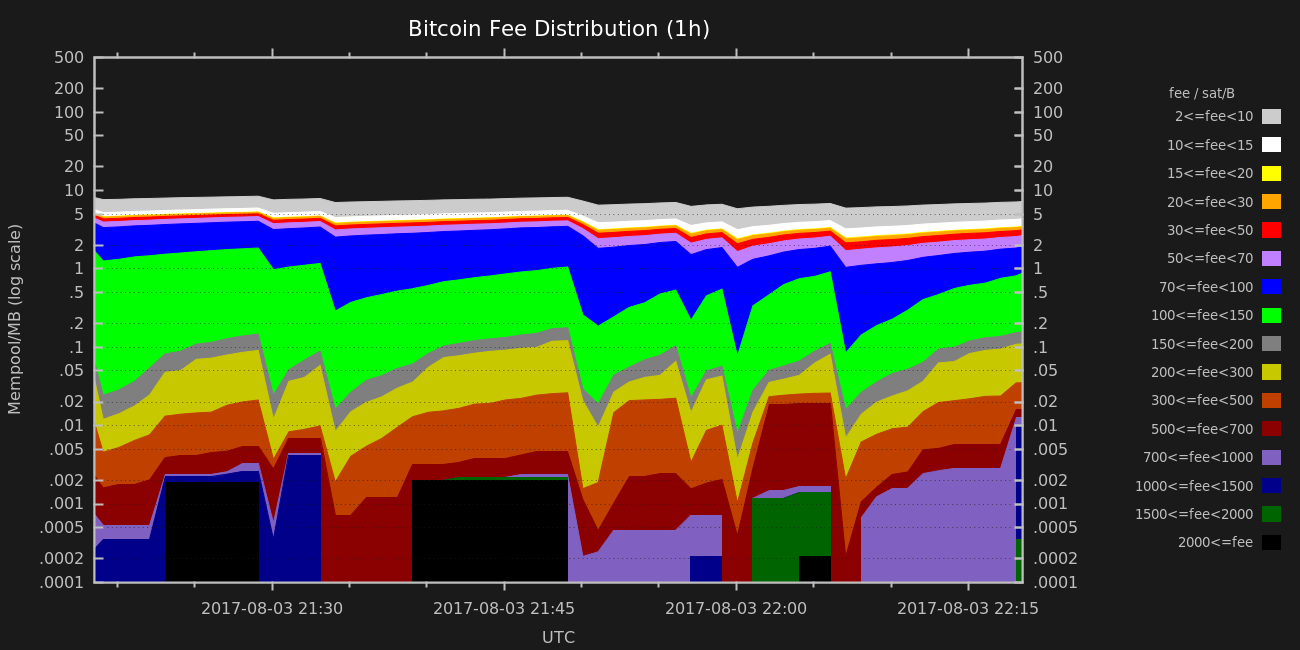 Bitcoin Fee Distribution (1h)
500 500
200 200
100 100
50 50
20 20
10 10
5 5
2 2
1 1
.5 .5
.2 .2
.1 .1
.05 .05
.02 .02
.01 .01
.005 .005
.002 .002
.001 .001
.0005 .0005
.0002 .0002
.0001 .0001
Mempool/MB (log scale)
2017-08-03 21:30 2017-08-03 21:45 2017-08-03 22:00 2017-08-03 22:15
UTC
fee / sat/B
2<=fee<10
10<=fee<15
15<=fee<20
20<=fee<30
30<=fee<50
50<=fee<70
70<=fee<100
100<=fee<150
150<=fee<200
200<=fee<300
300<=fee<500
500<=fee<700
700<=fee<1000
1000<=fee<1500
1500<=fee<2000
2000<=fee